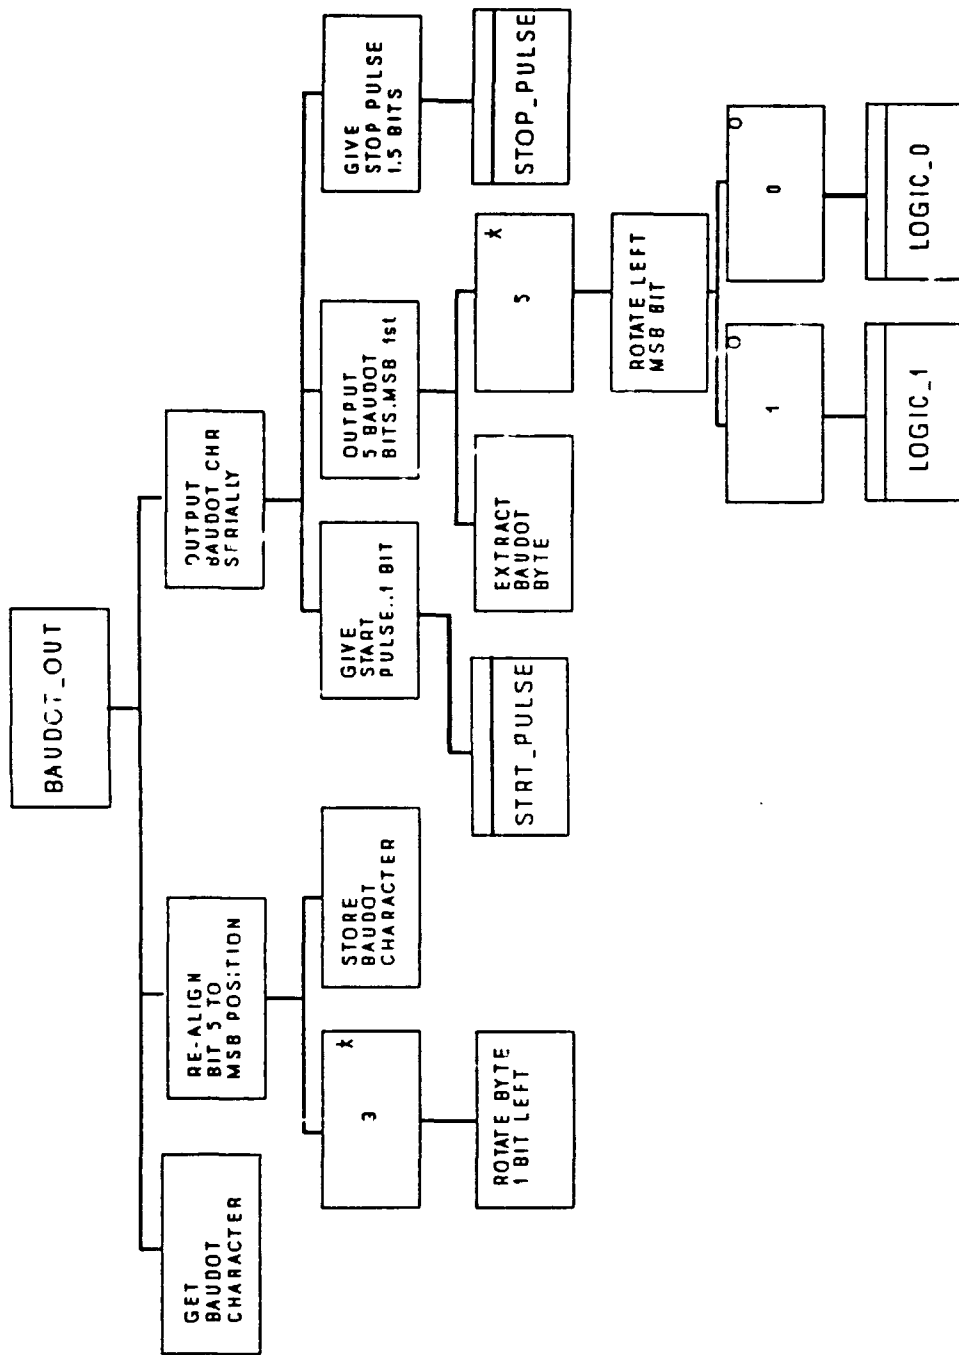 BAUDOT_OUT
GET
BAUDOT
CHARACTER
RE-ALIGN
BIT 5 TO
MSB POSITION
OUTPUT
BAUDOT CHR
SERIALLY
3
*
STORE
BAUDOT
CHARACTER
GIVE
START
PULSE..1 BIT
OUTPUT
5 BAUDOT
BITS.MSB 1st
GIVE
STOP PULSE
1.5 BITS
ROTATE BYTE
1 BIT LEFT
STRT_PULSE
EXTRACT
BAUDOT
BYTE
5
*
STOP_PULSE
ROTATE LEFT
MSB BIT
1
O
0
O
LOGIC_1
LOGIC_0